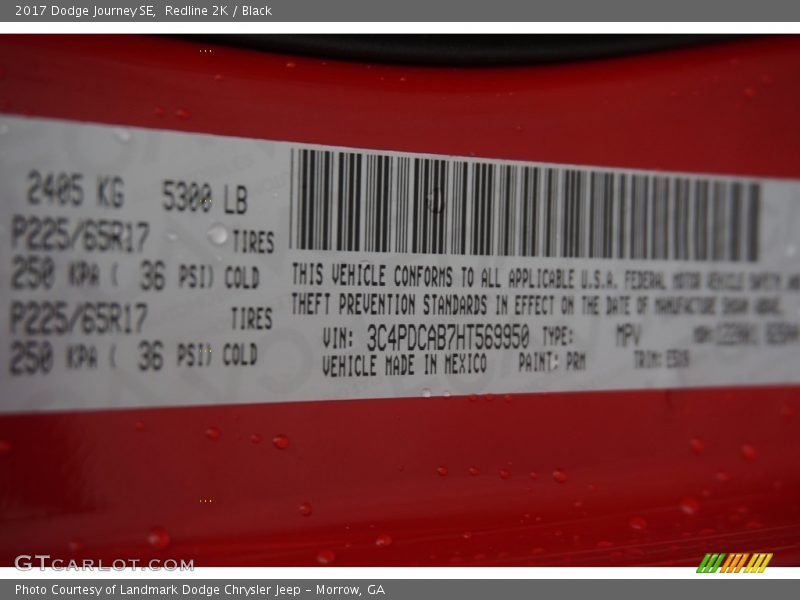 2017 Dodge Journey SE, Redline 2K / Black
2405 KG 5300 LB
P225/65R17 TIRES
250 KPA ( 36 PSI) COLD
P225/65R17 TIRES
250 KPA ( 36 PSI) COLD
THIS VEHICLE CONFORMS TO ALL APPLICABLE U.S.A. FEDERAL MOTOR VEHICLE SAFETY AND
THEFT PREVENTION STANDARDS IN EFFECT ON THE DATE OF MANUFACTURE SHOWN ABOVE.
VIN: 3C4PDCAB7HT569950 TYPE: MPV
VEHICLE MADE IN MEXICO PAINT: PRM TRIM:
GTCARLOT.COM
Photo Courtesy of Landmark Dodge Chrysler Jeep - Morrow, GA